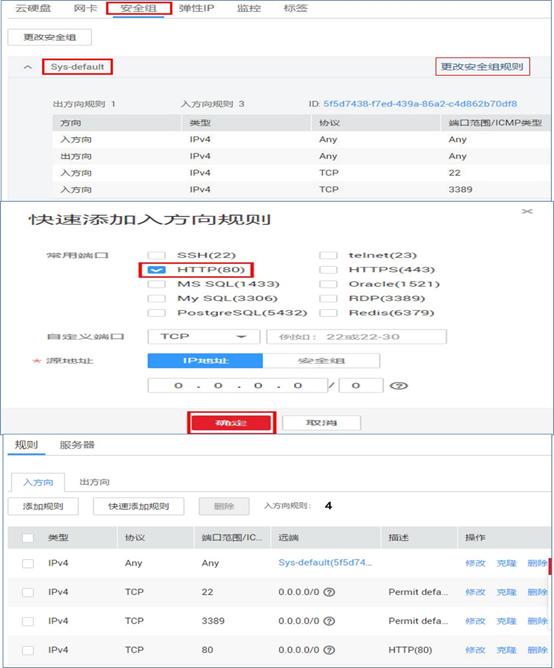 云硬盘 网卡 安全组 弹性IP 监控 标签
更改安全组
Sys-default 更改安全组规则
出方向规则 1 入方向规则 3 ID: 5f5d7438-f7ed-439a-86a2-c4d862b70df8
方向 类型 协议 端口范围/ICMP类型
入方向 IPv4 Any Any
出方向 IPv4 Any Any
入方向 IPv4 TCP 22
入方向 IPv4 TCP 3389
快速添加入方向规则
常用端口 SSH(22) telnet(23)
HTTP(80) HTTPS(443)
MS SQL(1433) Oracle(1521)
My SQL(3306) RDP(3389)
PostgreSQL(5432) Redis(6379)
自定义端口 TCP 例如：22或22-30
* 源地址 IP地址 安全组
0 . 0 . 0 . 0 / 0 ?
确定 取消
规则 服务器
入方向 出方向
添加规则 快速添加规则 删除 入方向规则: 4
类型 协议 端口范围/IC... 远端 描述 操作
IPv4 Any Any Sys-default(5f5d74... 修改 克隆 删除
IPv4 TCP 22 0.0.0.0/0 ? Permit defa... 修改 克隆 删除
IPv4 TCP 3389 0.0.0.0/0 ? Permit defa... 修改 克隆 删除
IPv4 TCP 80 0.0.0.0/0 ? HTTP(80) 修改 克隆 删除